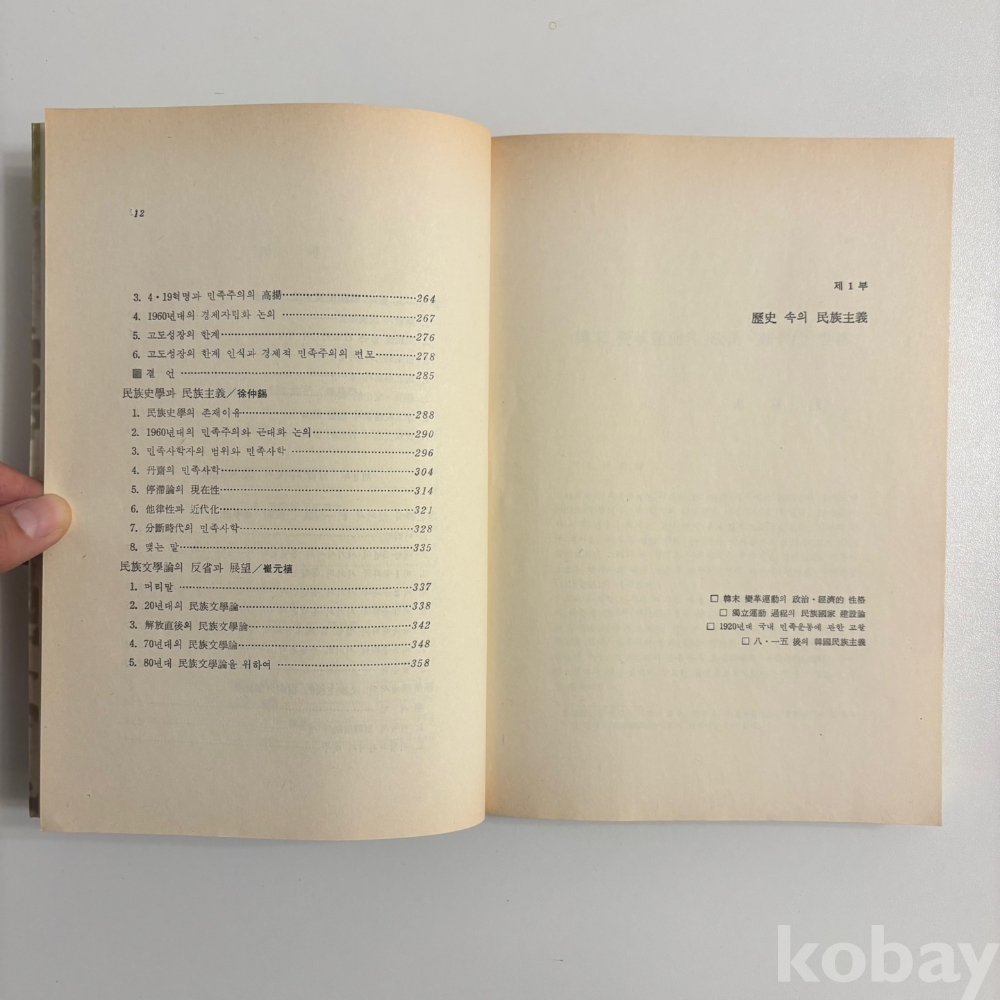 12
3. 4·19혁명과 민족주의의 高揚 264
4. 1960년대의 경제자립화 논의 267
5. 고도성장의 한계 276
6. 고도성장의 한계 인식과 경제적 민족주의의 변모 278
결 언 285
民族史學과 民族主義／徐仲錫
1. 民族史學의 존재이유 288
2. 1960년대의 민족주의와 근대화 논의 290
3. 민족사학자의 범위와 민족사학 296
4. 丹齋의 민족사학 304
5. 停滯論의 現在性 314
6. 他律性과 近代化 321
7. 分斷時代의 민족사학 328
8. 맺는 말 335
民族文學論의 反省과 展望／崔元植
1. 머리말 337
2. 20년대의 民族文學論 338
3. 解放直後의 民族文學論 342
4. 70년대의 民族文學論 348
5. 80년대 民族文學論을 위하여 358
제 1 부
歷史 속의 民族主義
□ 韓末 變革運動의 政治·經濟的 性格
□ 獨立運動 過程의 民族國家 建設論
□ 1920년대 국내 민족운동에 관한 고찰
□ 八·一五 後의 韓國民族主義
kobay